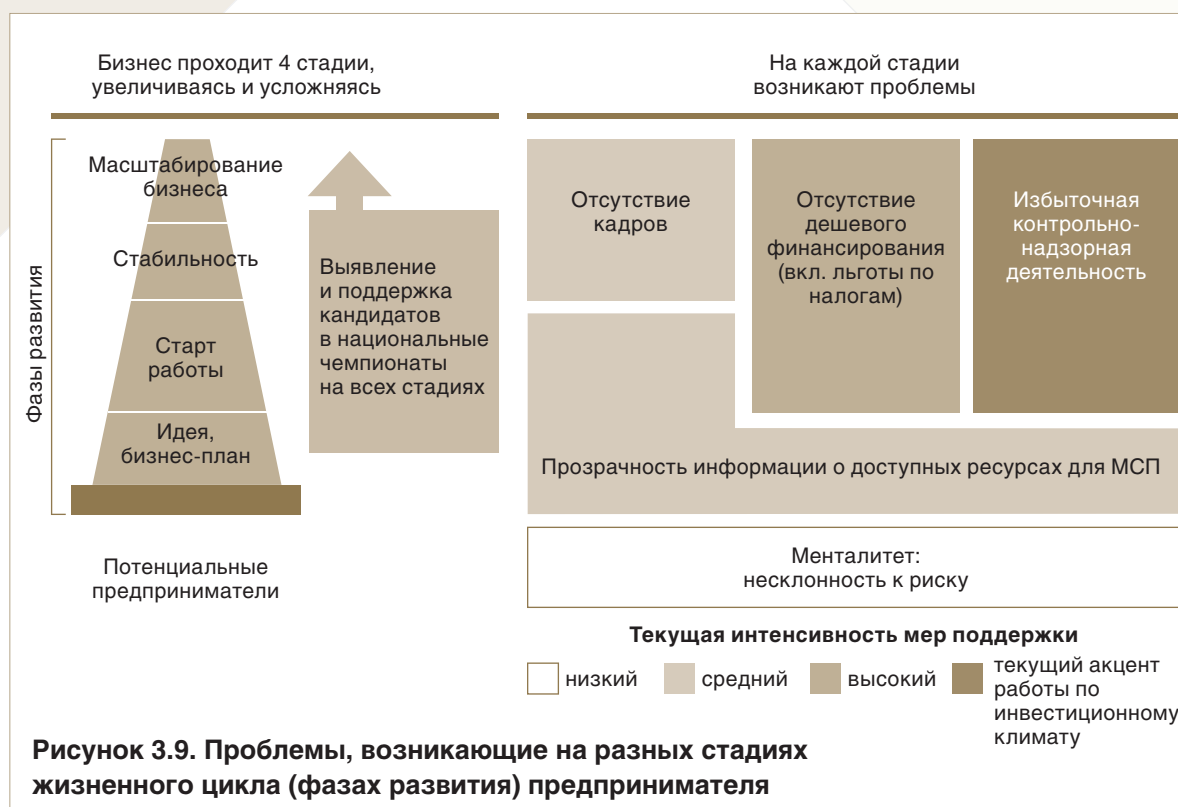 Бизнес проходит 4 стадии,
увеличиваясь и усложняясь
На каждой стадии
возникают проблемы
Фазы развития
Масштабирование
бизнеса
Стабильность
Старт
работы
Идея,
бизнес-план
Потенциальные
предприниматели
Выявление
и поддержка
кандидатов
в национальные
чемпионаты
на всех стадиях
Отсутствие
кадров
Отсутствие
дешевого
финансирования
(вкл. льготы по
налогам)
Избыточная
контрольно-
надзорная
деятельность
Прозрачность информации о доступных ресурсах для МСП
Менталитет:
несклонность к риску
Текущая интенсивность мер поддержки
низкий
средний
высокий
текущий акцент
работы по
инвестиционному
климату
Рисунок 3.9. Проблемы, возникающие на разных стадиях
жизненного цикла (фазах развития) предпринимателя